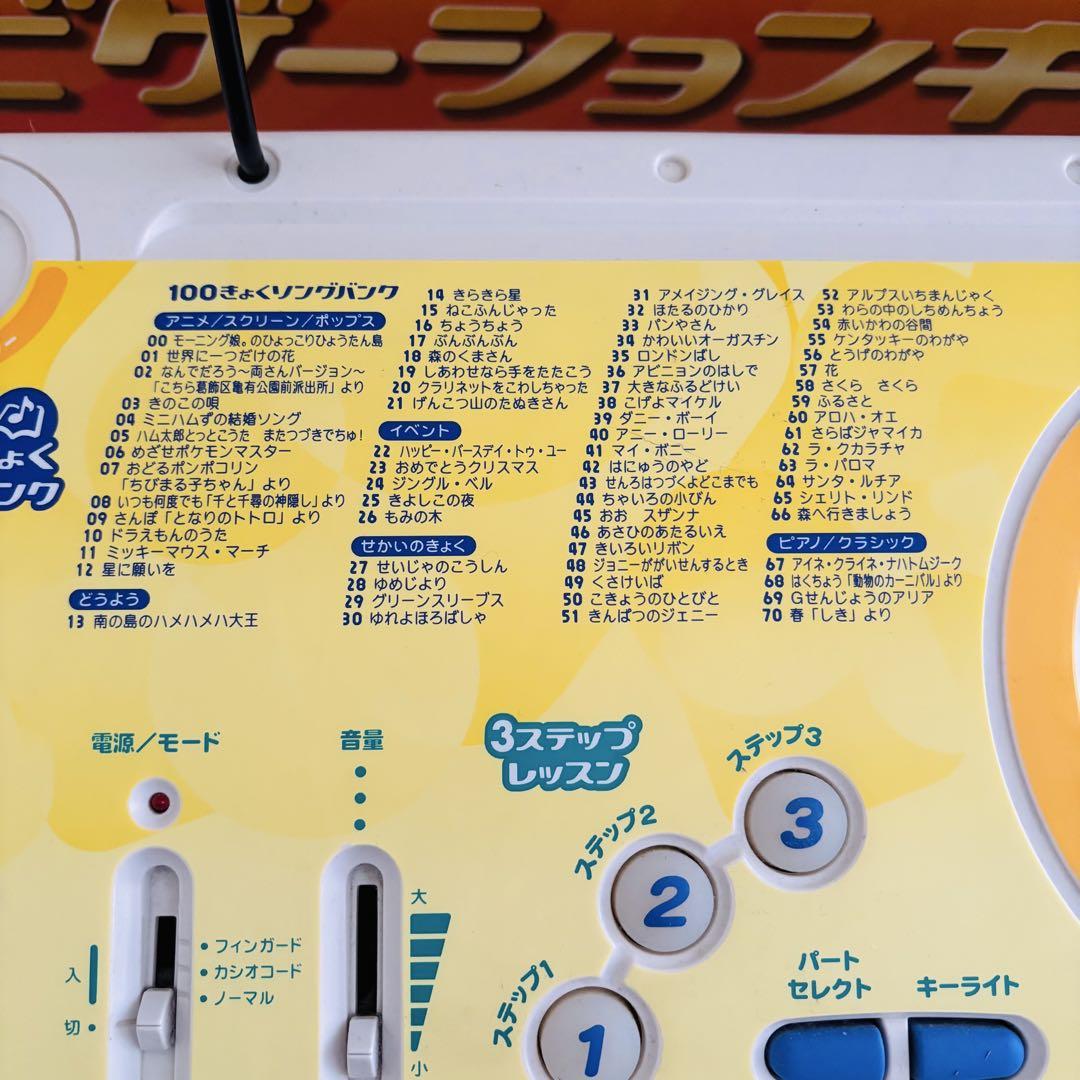 ビゲーションキ
100きょくソングバンク
アニメ/スクリーン/ポップス
00 モーニング娘。のひょっこりひょうたん島
01 世界に一つだけの花
02 なんでだろう〜両さんバージョン〜
「こちら葛飾区亀有公園前派出所」より
03 きのこの唄
04 ミニハムずの結婚ソング
05 ハム太郎とっとこうた またつづきでちゅ!
06 めざせポケモンマスター
07 おどるポンポコリン
「ちびまる子ちゃん」より
08 いつも何度でも「千と千尋の神隠し」より
09 さんぽ「となりのトトロ」より
10 ドラえもんのうた
11 ミッキーマウス・マーチ
12 星に願いを
どうよう
13 南の島のハメハメハ大王
14 きらきら星
15 ねこふんじゃった
16 ちょうちょう
17 ぶんぶんぶん
18 森のくまさん
19 しあわせなら手をたたこう
20 クラリネットをこわしちゃった
21 げんこつ山のたぬきさん
イベント
22 ハッピー・バースデイ・トゥ・ユー
23 おめでとうクリスマス
24 ジングル・ベル
25 きよしこの夜
26 もみの木
せかいのきょく
27 せいじゃのこうしん
28 ゆめじより
29 グリーンスリーブス
30 ゆれよほろばしゃ
31 アメイジング・グレイス
32 ほたるのひかり
33 パンやさん
34 かわいいオーガスチン
35 ロンドンばし
36 アビニョンのはしで
37 大きなふるどけい
38 こげよマイケル
39 ダニー・ボーイ
40 アニー・ローリー
41 マイ・ボニー
42 はにゅうのやど
43 せんろはつづくよどこまでも
44 ちゃいろの小びん
45 おお スザンナ
46 あさひのあたるいえ
47 きいろいリボン
48 ジョニーががいせんするとき
49 くさけいば
50 こきょうのひとびと
51 きんぱつのジェニー
52 アルプスいちまんじゃく
53 わらの中のしちめんちょう
54 赤いかわの谷間
55 ケンタッキーのわがや
56 とうげのわがや
57 花
58 さくら さくら
59 ふるさと
60 アロハ・オエ
61 さらばジャマイカ
62 ラ・クカラチャ
63 ラ・パロマ
64 サンタ・ルチア
65 シェリト・リンド
66 森へ行きましょう
ピアノ/クラシック
67 アイネ・クライネ・ナハトムジーク
68 はくちょう「動物のカーニバル」より
69 Gせんじょうのアリア
70 春「しき」より
ょく
ンク
電源/モード
音量
3ステップ
レッスン
ステップ3
3
ステップ2
2
ステップ1
1
入
切
フィンガード
カシオコード
ノーマル
大
小
パート
セレクト
キーライト